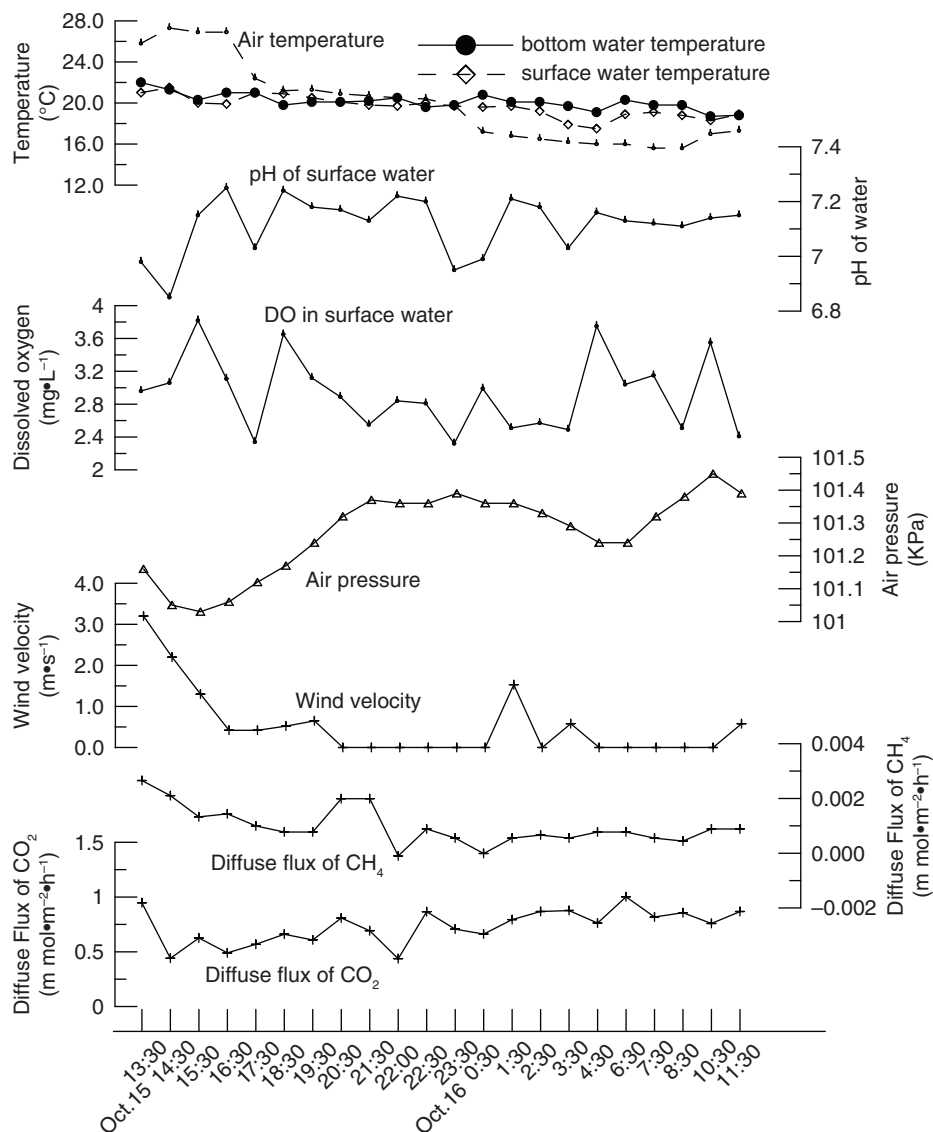 28.0
24.0
20.0
16.0
12.0
Temperature
(°C)
Air temperature
bottom water temperature
surface water temperature
7.4
7.2
7
6.8
pH of water
pH of surface water
4
3.6
3.2
2.8
2.4
2
Dissolved oxygen
(mg•L⁻¹)
DO in surface water
101.5
101.4
101.3
101.2
101.1
101
Air pressure
(KPa)
Air pressure
4.0
3.0
2.0
1.0
0.0
Wind velocity
(m•s⁻¹)
Wind velocity
0.004
0.002
0.000
−0.002
Diffuse Flux of CH₄
(m mol•m⁻²•h⁻¹)
Diffuse flux of CH₄
1.5
1
0.5
0
Diffuse Flux of CO₂
(m mol•m⁻²•h⁻¹)
Diffuse flux of CO₂
13:30
Oct. 15 14:30
15:30
16:30
17:30
18:30
19:30
20:30
21:30
22:00
22:30
23:30
Oct. 16 0:30
1:30
2:30
3:30
4:30
6:30
7:30
8:30
10:30
11:30